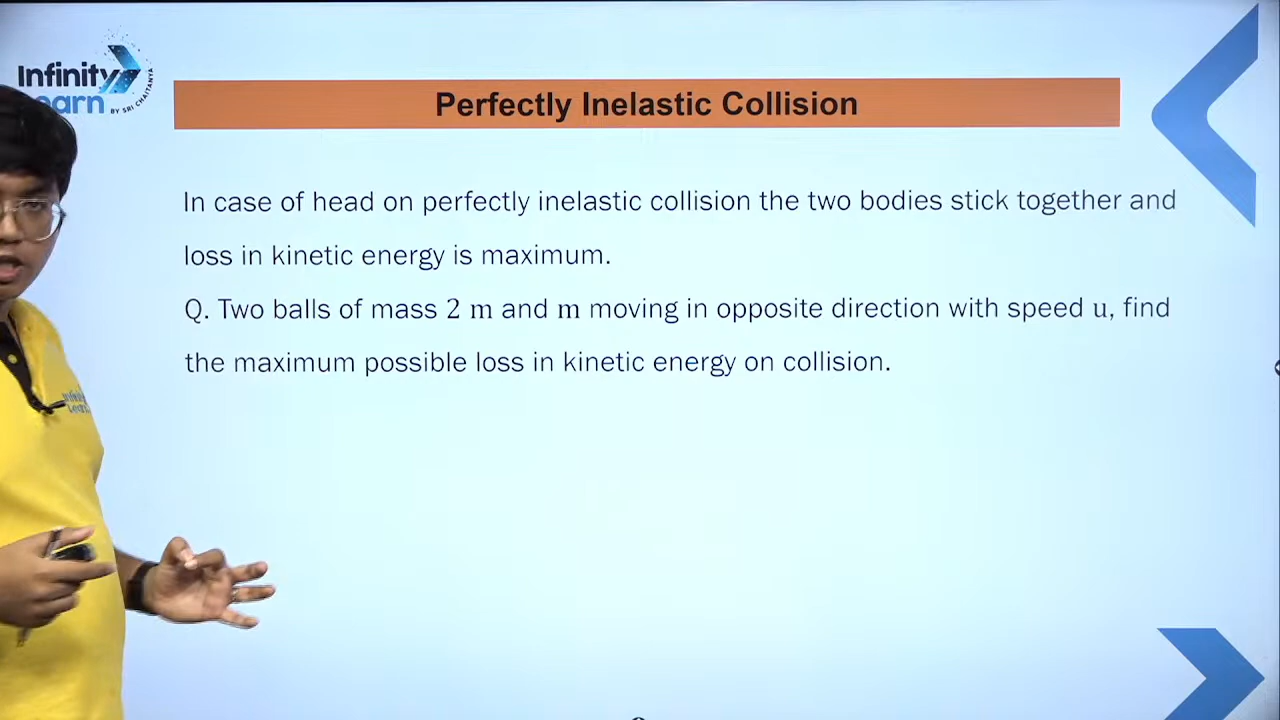 Infinity
earn
BY SRI CHAITANYA
Perfectly Inelastic Collision
In case of head on perfectly inelastic collision the two bodies stick together and
loss in kinetic energy is maximum.
Q. Two balls of mass 2 m and m moving in opposite direction with speed u, find
the maximum possible loss in kinetic energy on collision.